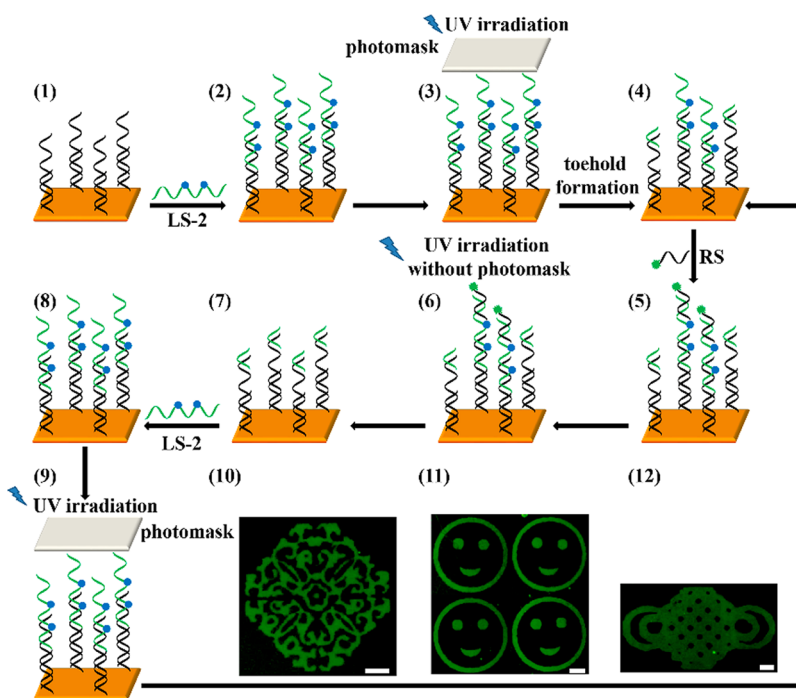 UV irradiation
photomask
(1)
(2)
(3)
(4)
LS-2
toehold
formation
RS
UV irradiation
without photomask
(8)
(7)
(6)
(5)
LS-2
(9)
(10)
(11)
(12)
UV irradiation
photomask